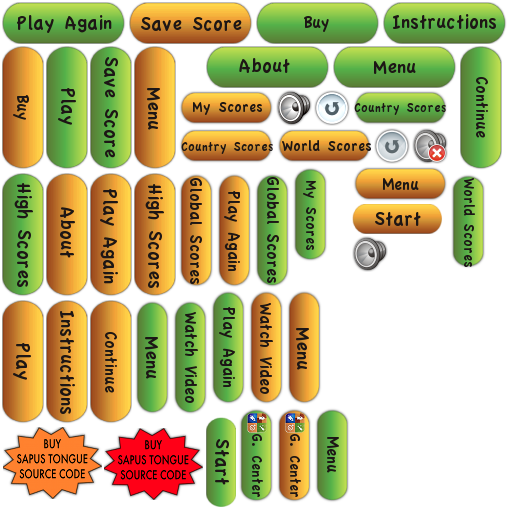 Play Again
Save Score
Buy
Instructions
About
Menu
Buy
Play
Save Score
Menu
Continue
My Scores
Country Scores
Country Scores
World Scores
Menu
Start
High Scores
About
Play Again
High Scores
Global Scores
Play Again
Global Scores
My Scores
World Scores
Play
Instructions
Continue
Menu
Watch Video
Play Again
Watch Video
Menu
BUY
SAPUS TONGUE
SOURCE CODE
BUY
SAPUS TONGUE
SOURCE CODE
Start
G. Center
G. Center
Menu